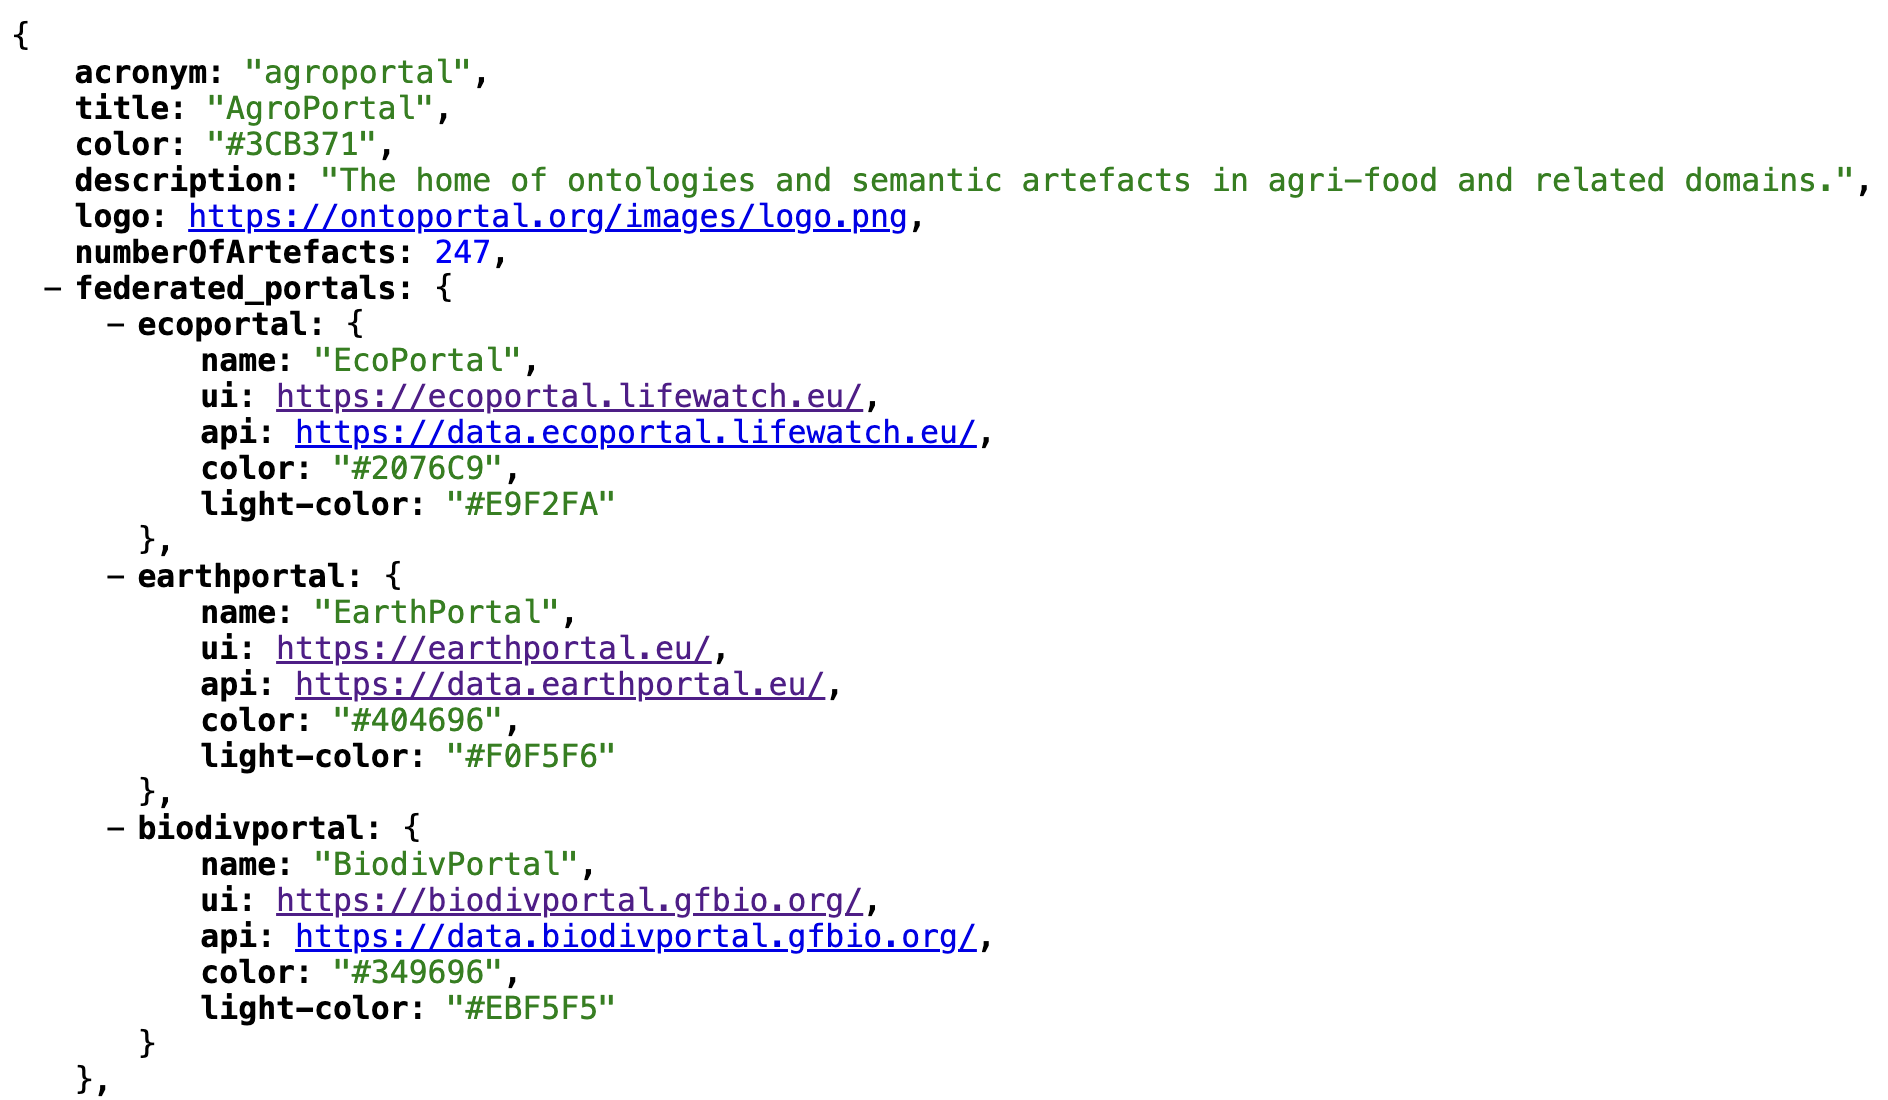 {
acronym: "agroportal",
title: "AgroPortal",
color: "#3CB371",
description: "The home of ontologies and semantic artefacts in agri-food and related domains.",
logo: https://ontoportal.org/images/logo.png,
numberOfArtefacts: 247,
– federated_portals: {
– ecoportal: {
name: "EcoPortal",
ui: https://ecoportal.lifewatch.eu/,
api: https://data.ecoportal.lifewatch.eu/,
color: "#2076C9",
light-color: "#E9F2FA"
},
– earthportal: {
name: "EarthPortal",
ui: https://earthportal.eu/,
api: https://data.earthportal.eu/,
color: "#404696",
light-color: "#F0F5F6"
},
– biodivportal: {
name: "BiodivPortal",
ui: https://biodivportal.gfbio.org/,
api: https://data.biodivportal.gfbio.org/,
color: "#349696",
light-color: "#EBF5F5"
}
},